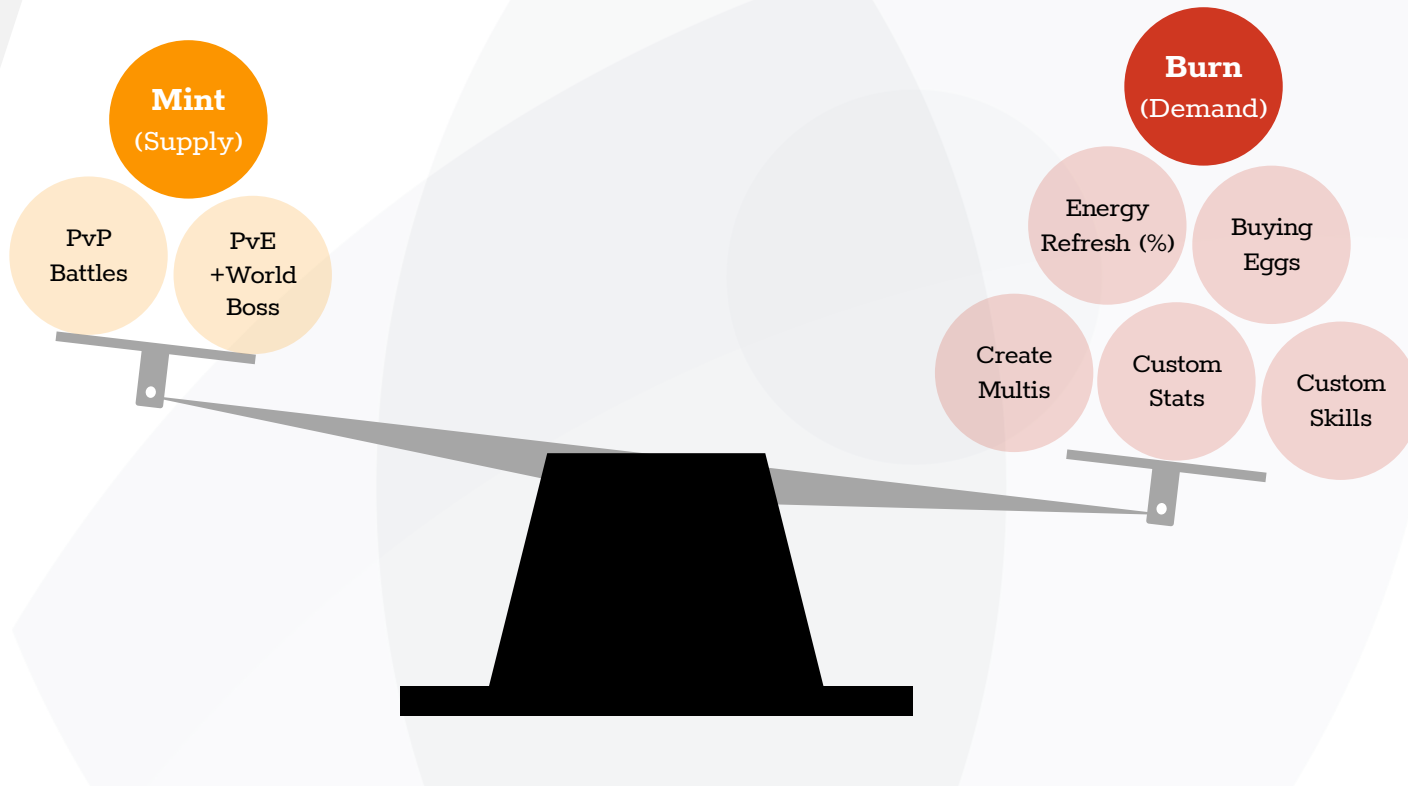 Mint
(Supply)
PvP
Battles
PvE
+World
Boss
Burn
(Demand)
Energy
Refresh (%)
Buying
Eggs
Create
Multis
Custom
Stats
Custom
Skills